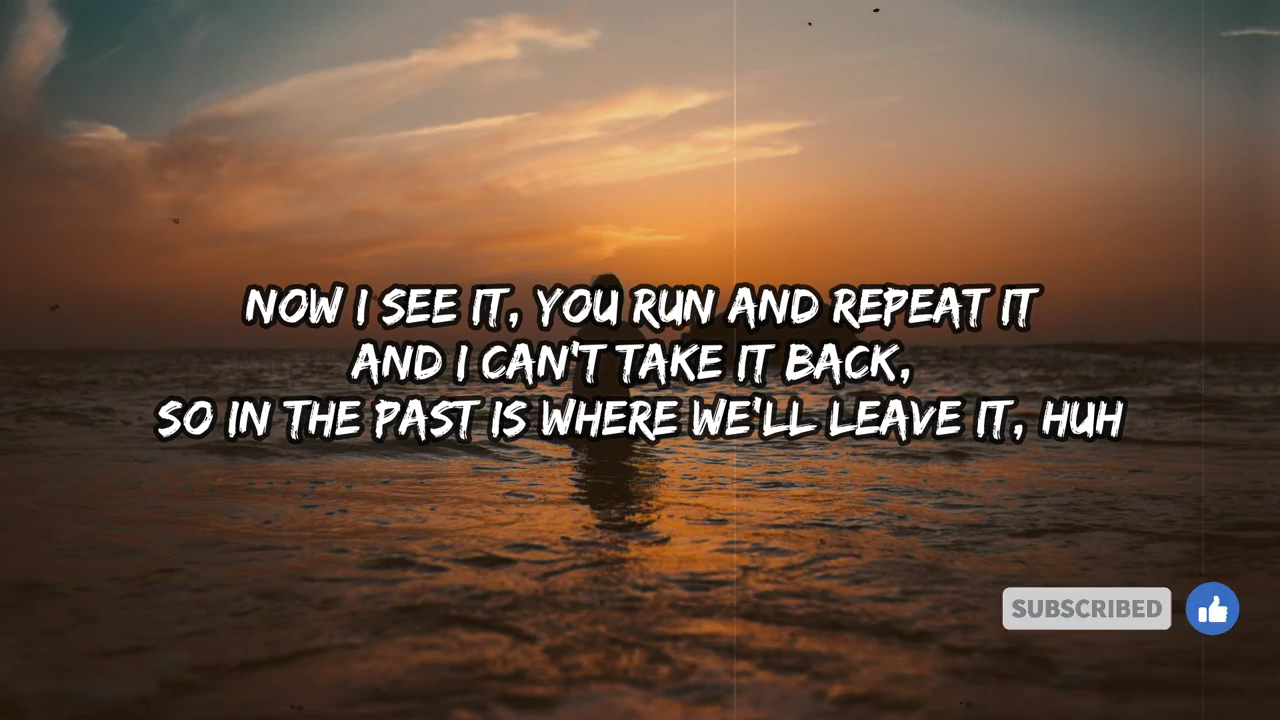 NOW I SEE IT, YOU RUN AND REPEAT IT
AND I CAN'T TAKE IT BACK,
SO IN THE PAST IS WHERE WE'LL LEAVE IT, HUH
SUBSCRIBED